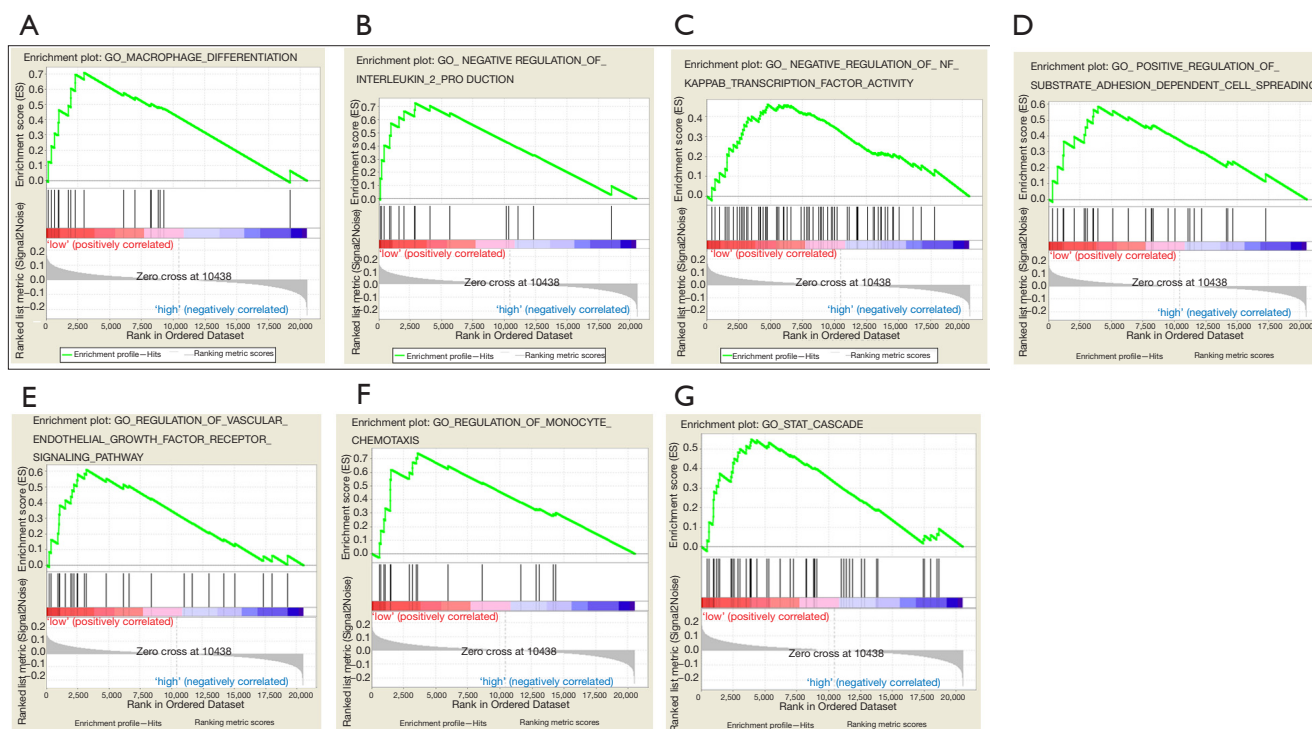 A
Enrichment plot: GO_MACROPHAGE_DIFFERENTIATION
Enrichment score (ES)
0.7
0.6
0.5
0.4
0.3
0.2
0.1
0.0
Ranked list metric (Signal2Noise)
'low' (positively correlated)
0.2
0.1
0.0
−0.1
−0.2
Zero cross at 10438
'high' (negatively correlated)
0 2,500 5,000 7,500 10,000 12,500 15,000 17,500 20,000
Rank in Ordered Dataset
Enrichment profile—Hits Ranking metric scores
B
Enrichment plot: GO_ NEGATIVE REGULATION_OF_
INTERLEUKIN_2_PRO DUCTION
Enrichment score (ES)
0.7
0.6
0.5
0.4
0.3
0.2
0.1
0.0
Ranked list metric (Signal2Noise)
'low' (positively correlated)
0.2
0.1
0.0
−0.1
−0.2
Zero cross at 10438
'high' (negatively correlated)
0 2,500 5,000 7,500 10,000 12,500 15,000 17,500 20,000
Rank in Ordered Dataset
Enrichment profile—Hits Ranking metric scores
C
Enrichment plot: GO_ NEGATIVE_REGULATION_OF_ NF_
KAPPAB_TRANSCRIPTION_FACTOR_ACTIVITY
Enrichment score (ES)
0.4
0.3
0.2
0.1
0.0
Ranked list metric (Signal2Noise)
'low' (positively correlated)
0.2
0.1
0.0
−0.1
−0.2
Zero cross at 10438
'high' (negatively correlated)
0 2,500 5,000 7,500 10,000 12,500 15,000 17,500 20,000
Rank in Ordered Dataset
Enrichment profile—Hits Ranking metric scores
D
Enrichment plot: GO_ POSITIVE_REGULATION_OF_
SUBSTRATE_ADHESION_DEPENDENT_CELL_SPREADING
Enrichment score (ES)
0.6
0.5
0.4
0.3
0.2
0.1
0.0
Ranked list metric (Signal2Noise)
'low' (positively correlated)
0.2
0.1
0.0
−0.1
−0.2
Zero cross at 10438
'high' (negatively correlated)
0 2,500 5,000 7,500 10,000 12,500 15,000 17,500 20,000
Rank in Ordered Dataset
Enrichment profile—Hits Ranking metric scores
E
Enrichment plot: GO_REGULATION_OF_VASCULAR_
ENDOTHELIAL_GROWTH_FACTOR_RECEPTOR_
SIGNALING_PATHWAY
Enrichment score (ES)
0.6
0.5
0.4
0.3
0.2
0.1
0.0
Ranked list metric (Signal2Noise)
'low' (positively correlated)
0.2
0.1
0.0
−0.1
−0.2
Zero cross at 10438
'high' (negatively correlated)
0 2,500 5,000 7,500 10,000 12,500 15,000 17,500 20,000
Rank in Ordered Dataset
Enrichment profile—Hits Ranking metric scores
F
Enrichment plot: GO_REGULATION_OF_MONOCYTE_
CHEMOTAXIS
Enrichment score (ES)
0.7
0.6
0.5
0.4
0.3
0.2
0.1
0.0
Ranked list metric (Signal2Noise)
'low' (positively correlated)
0.2
0.1
0.0
−0.1
−0.2
Zero cross at 10438
'high' (negatively correlated)
0 2,500 5,000 7,500 10,000 12,500 15,000 17,500 20,000
Rank in Ordered Dataset
Enrichment profile—Hits Ranking metric scores
G
Enrichment plot: GO_STAT_CASCADE
Enrichment score (ES)
0.5
0.4
0.3
0.2
0.1
0.0
Ranked list metric (Signal2Noise)
'low' (positively correlated)
0.2
0.1
0.0
−0.1
−0.2
Zero cross at 10438
'high' (negatively correlated)
0 2,500 5,000 7,500 10,000 12,500 15,000 17,500 20,000
Rank in Ordered Dataset
Enrichment profile—Hits Ranking metric scores